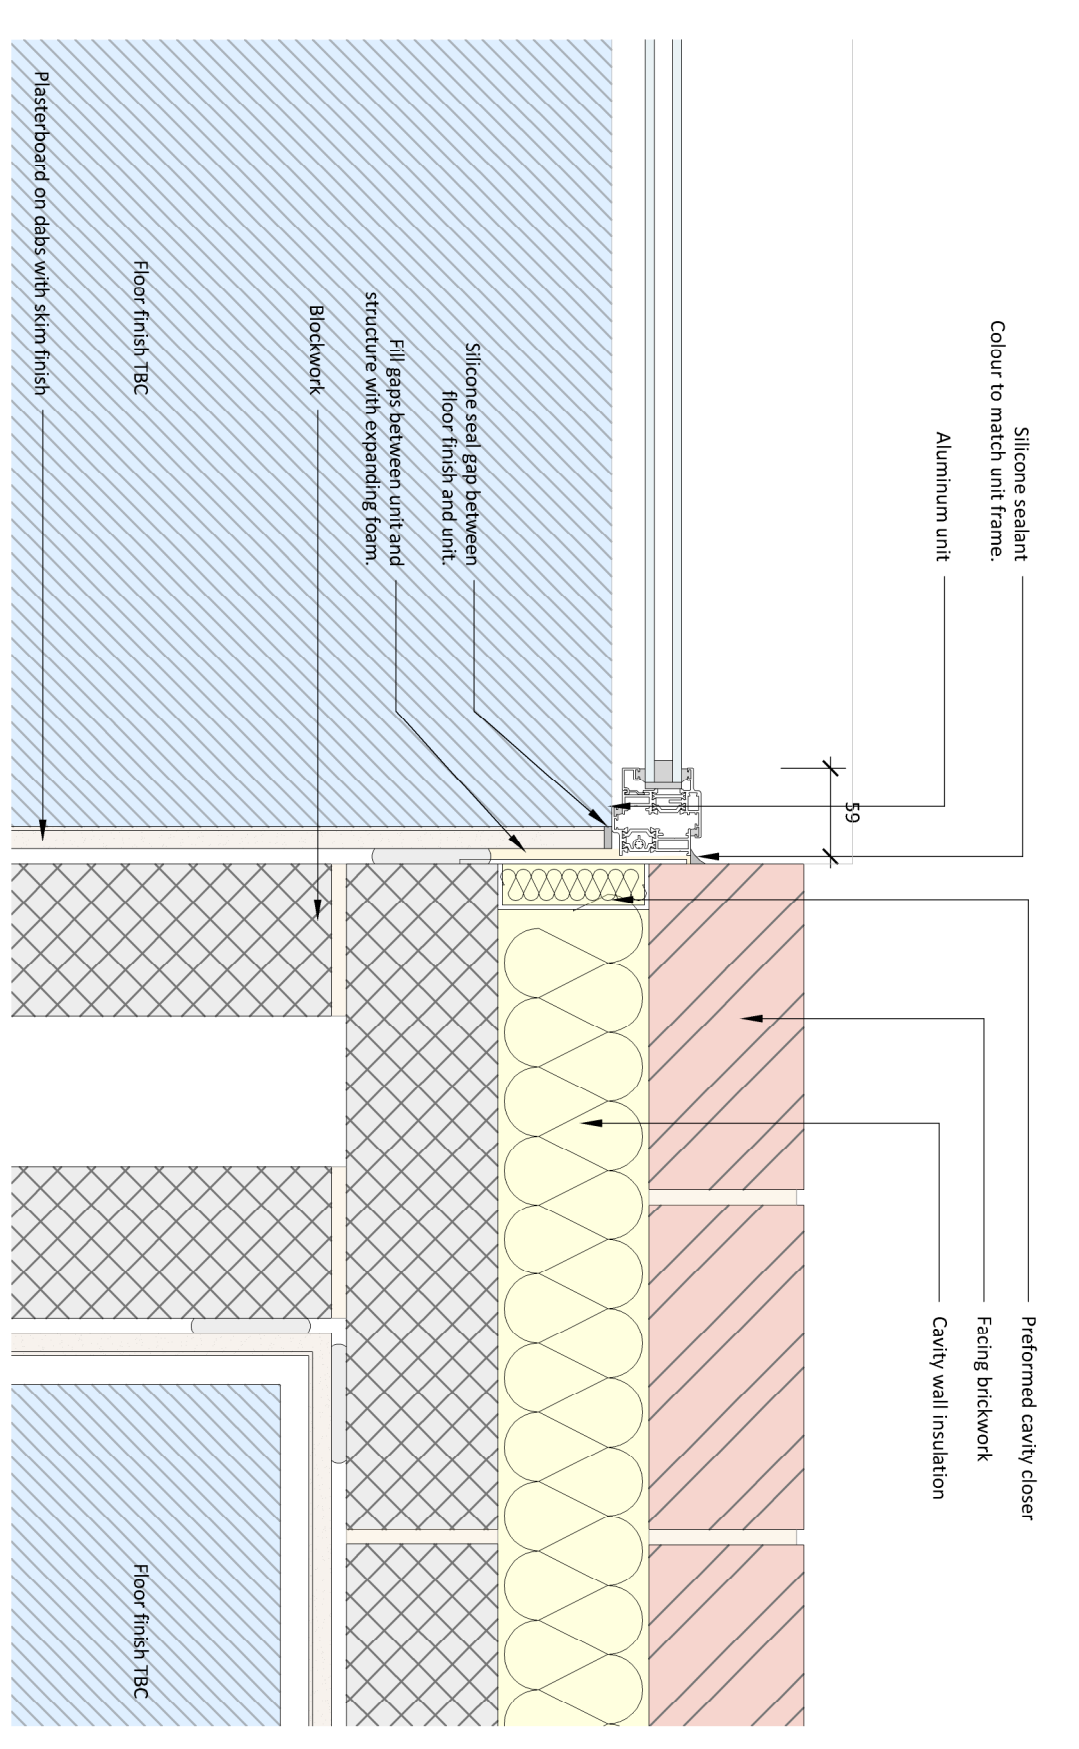 Silicone sealant
Colour to match unit frame.
Aluminum unit
59
Preformed cavity closer
Facing brickwork
Cavity wall insulation
Silicone seal gap between
floor finish and unit.
Fill gaps between unit and
structure with expanding foam.
Blockwork
Floor finish TBC
Plasterboard on dabs with skim finish
Floor finish TBC